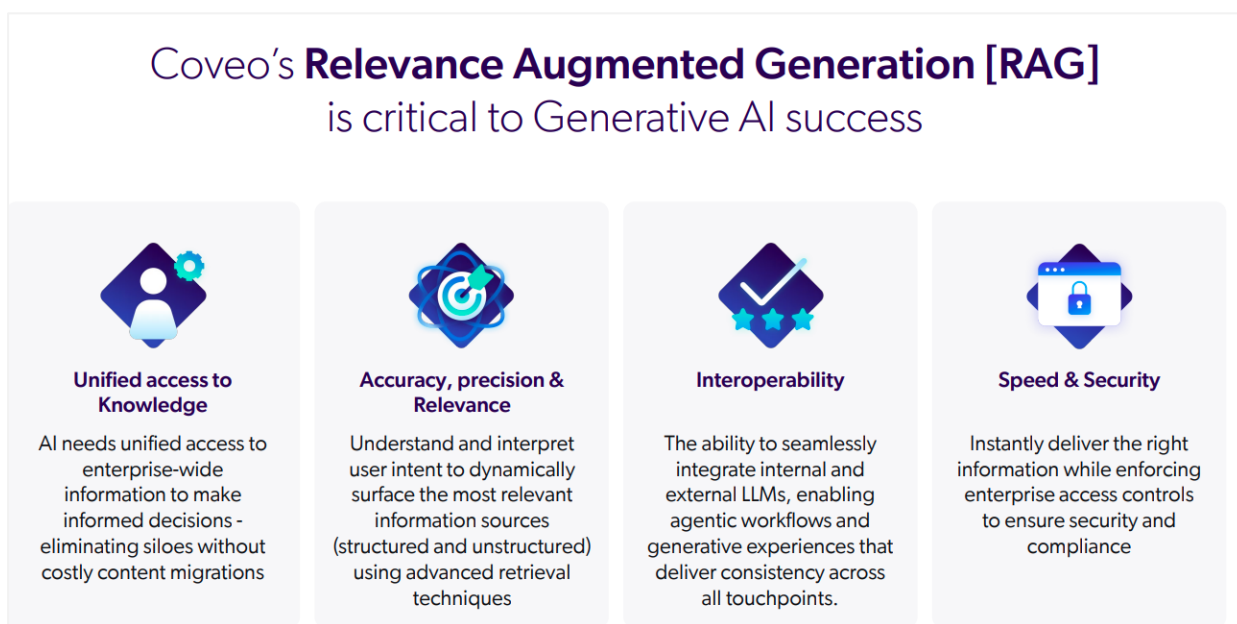 Coveo's Relevance Augmented Generation [RAG]
is critical to Generative AI success
Unified access to
Knowledge
AI needs unified access to
enterprise-wide
information to make
informed decisions -
eliminating siloes without
costly content migrations
Accuracy, precision &
Relevance
Understand and interpret
user intent to dynamically
surface the most relevant
information sources
(structured and unstructured)
using advanced retrieval
techniques
Interoperability
The ability to seamlessly
integrate internal and
external LLMs, enabling
agentic workflows and
generative experiences that
deliver consistency across
all touchpoints.
Speed & Security
Instantly deliver the right
information while enforcing
enterprise access controls
to ensure security and
compliance